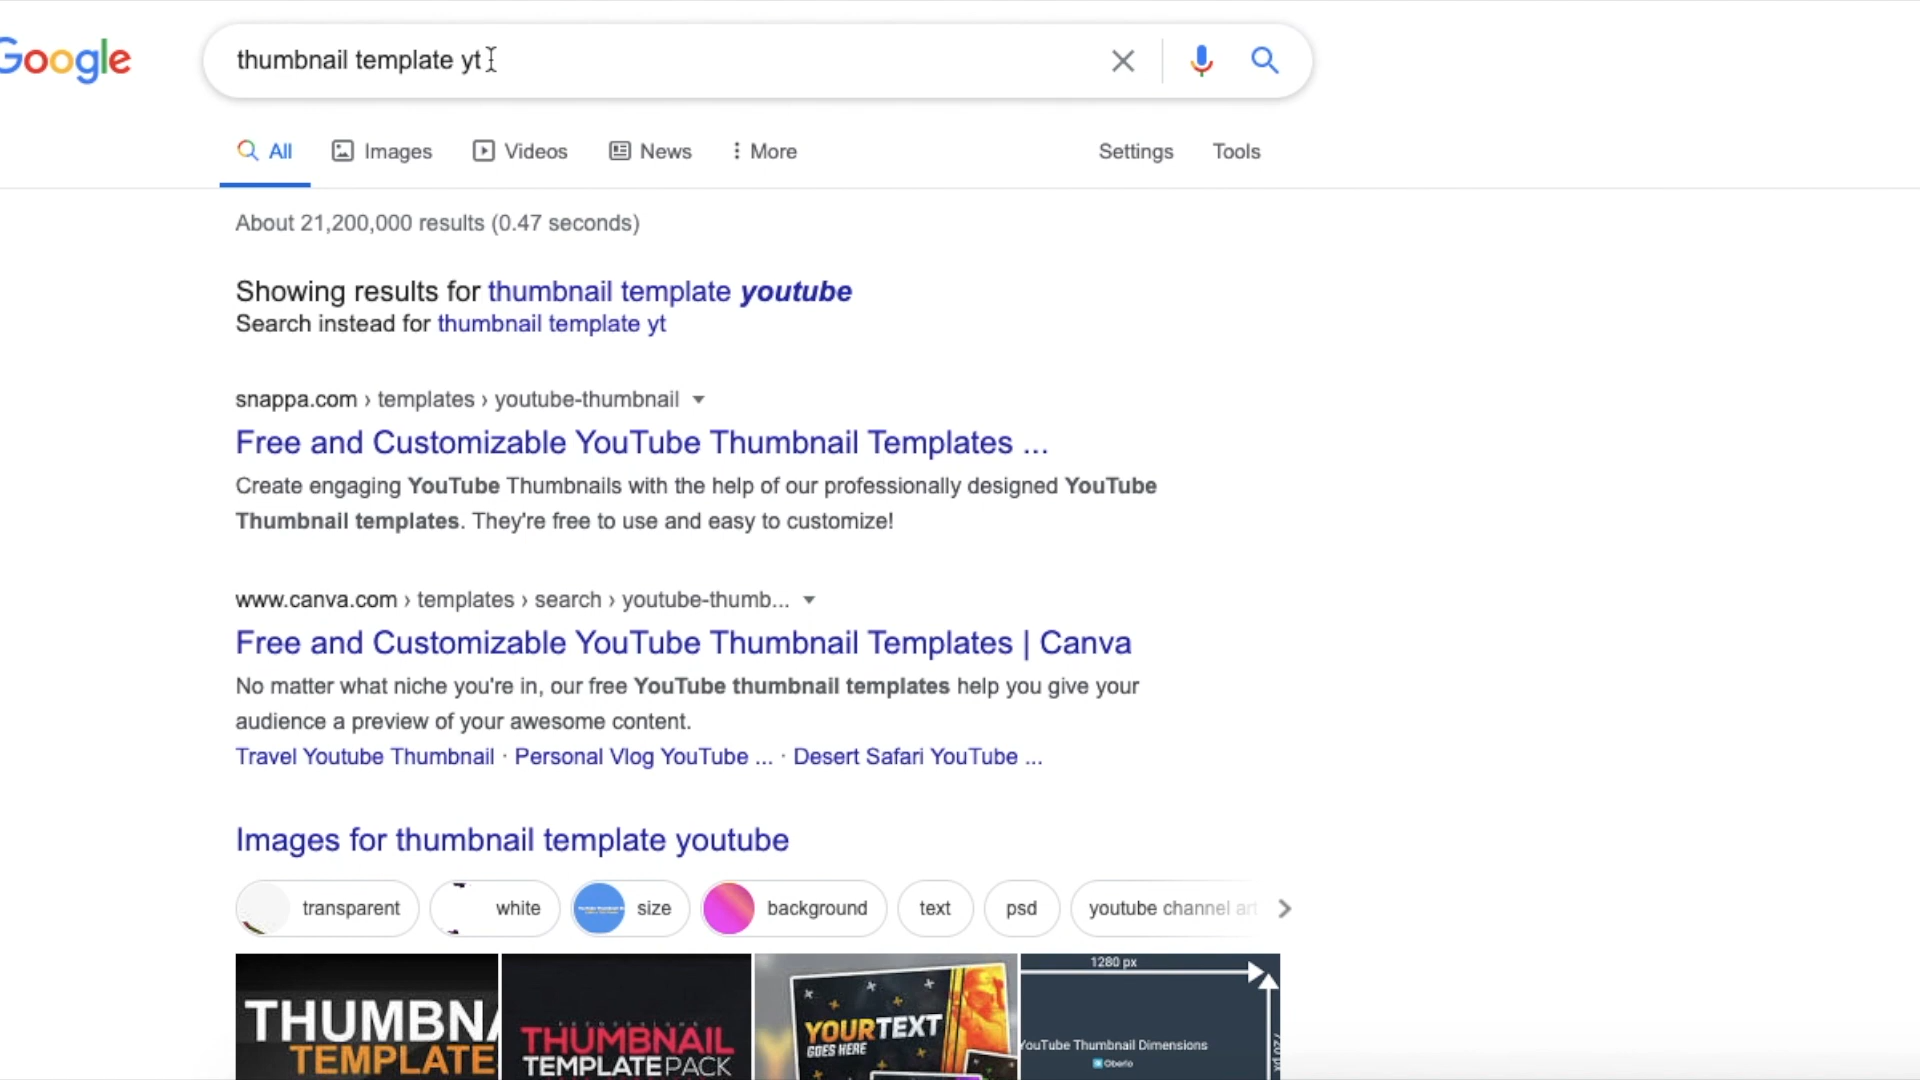 Google
thumbnail template yt
All
Images
Videos
News
More
Settings
Tools
About 21,200,000 results (0.47 seconds)
Showing results for thumbnail template youtube
Search instead for thumbnail template yt
snappa.com › templates › youtube-thumbnail
Free and Customizable YouTube Thumbnail Templates ...
Create engaging YouTube Thumbnails with the help of our professionally designed YouTube
Thumbnail templates. They're free to use and easy to customize!
www.canva.com › templates › search › youtube-thumb...
Free and Customizable YouTube Thumbnail Templates | Canva
No matter what niche you're in, our free YouTube thumbnail templates help you give your
audience a preview of your awesome content.
Travel Youtube Thumbnail · Personal Vlog YouTube ... · Desert Safari YouTube ...
Images for thumbnail template youtube
transparent
white
size
background
text
psd
youtube channel art
THUMBNA
TEMPLATE
THUMBNAIL
TEMPLATE PACK
YOUR TEXT
GOES HERE
1280 px
YouTube Thumbnail Dimensions
Oberlo
720 px